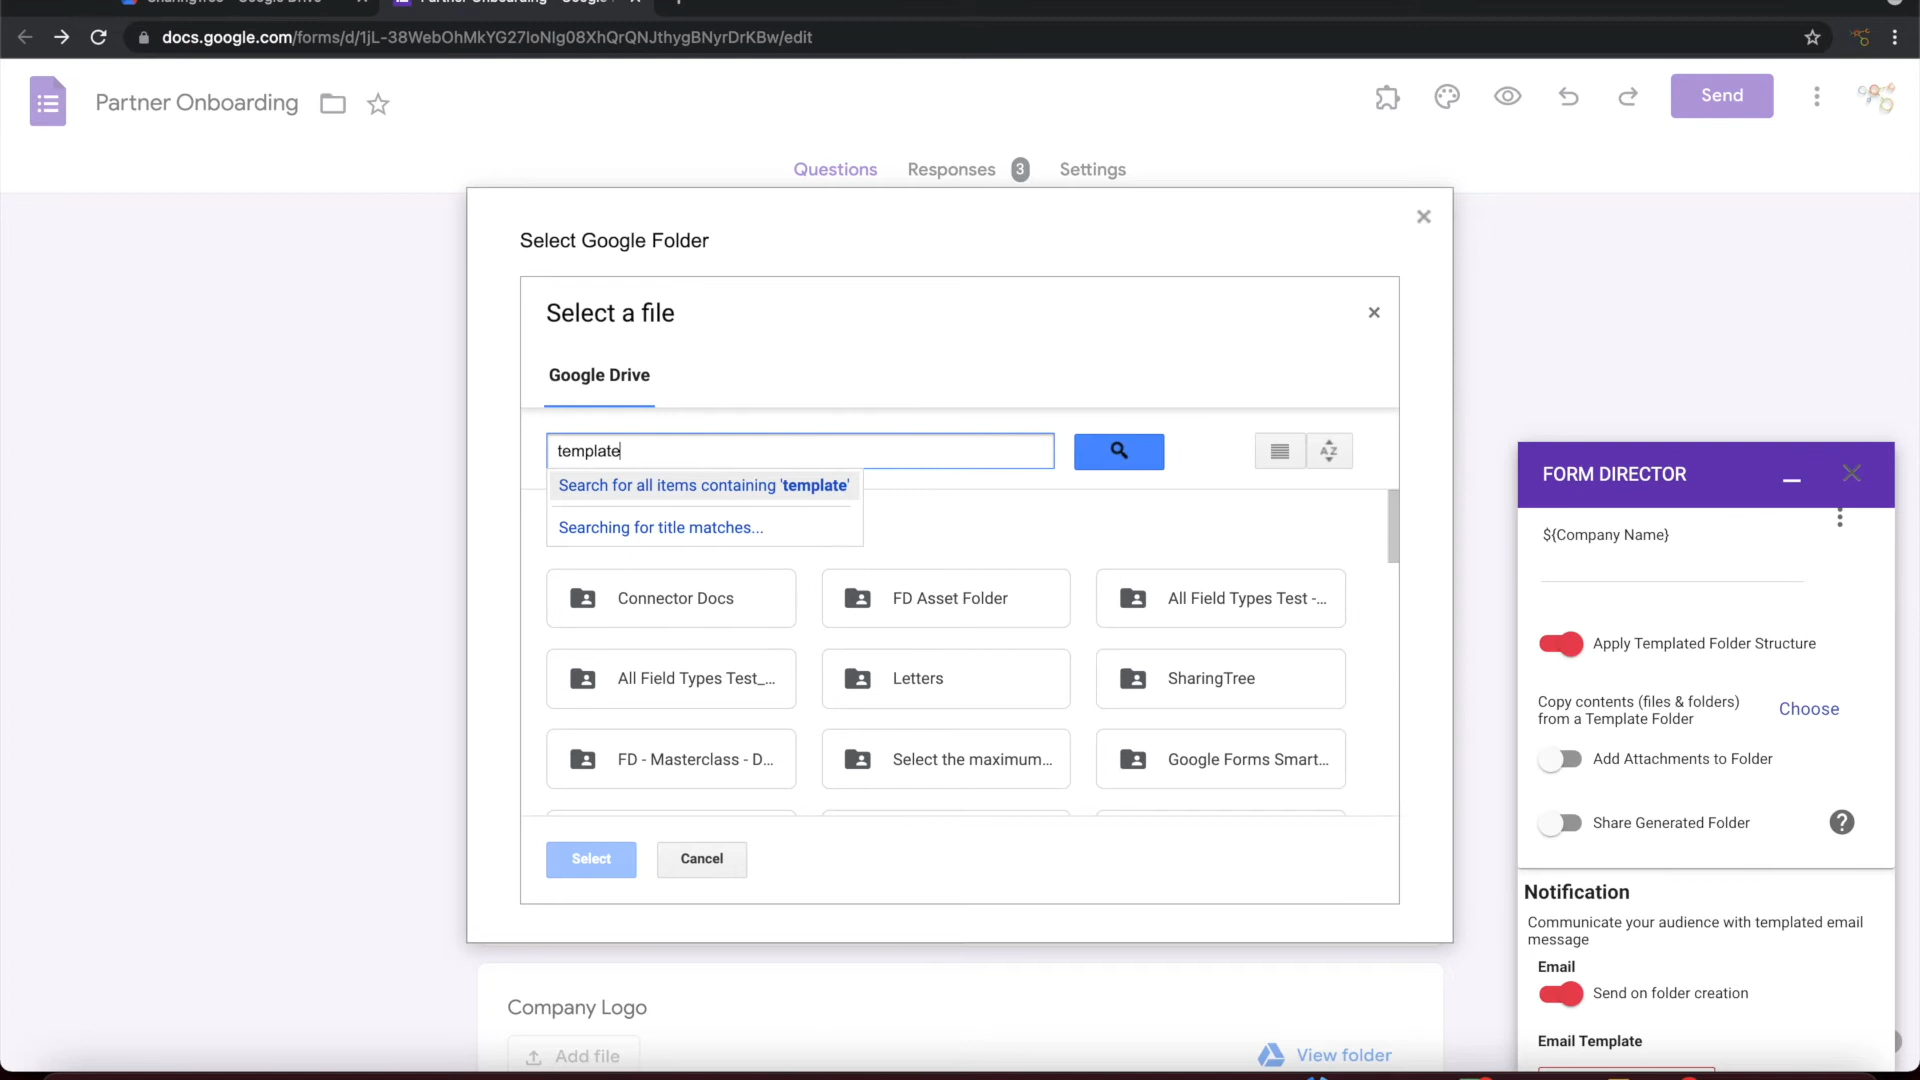 docs.google.com/forms/d/1jL-38WebOhMkYG27IoNIg08XhQrQNJthygBNyrDrKBw/edit
Partner Onboarding
Send
Questions
Responses 3
Settings
Select Google Folder
Select a file
Google Drive
template
AZ
Search for all items containing 'template'
Searching for title matches...
Connector Docs
FD Asset Folder
All Field Types Test -...
All Field Types Test_...
Letters
SharingTree
FD - Masterclass - D...
Select the maximum...
Google Forms Smart...
Select
Cancel
Company Logo
Add file
View folder
FORM DIRECTOR
${Company Name}
Apply Templated Folder Structure
Copy contents (files & folders)
from a Template Folder
Choose
Add Attachments to Folder
Share Generated Folder
Notification
Communicate your audience with templated email
message
Email
Send on folder creation
Email Template